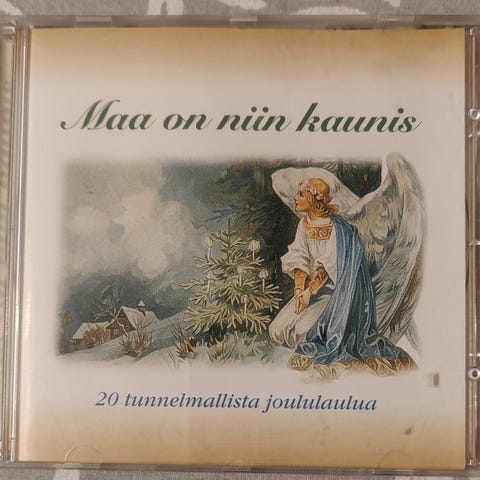 Maa on niin kaunis
20 tunnelmallista joululaulua